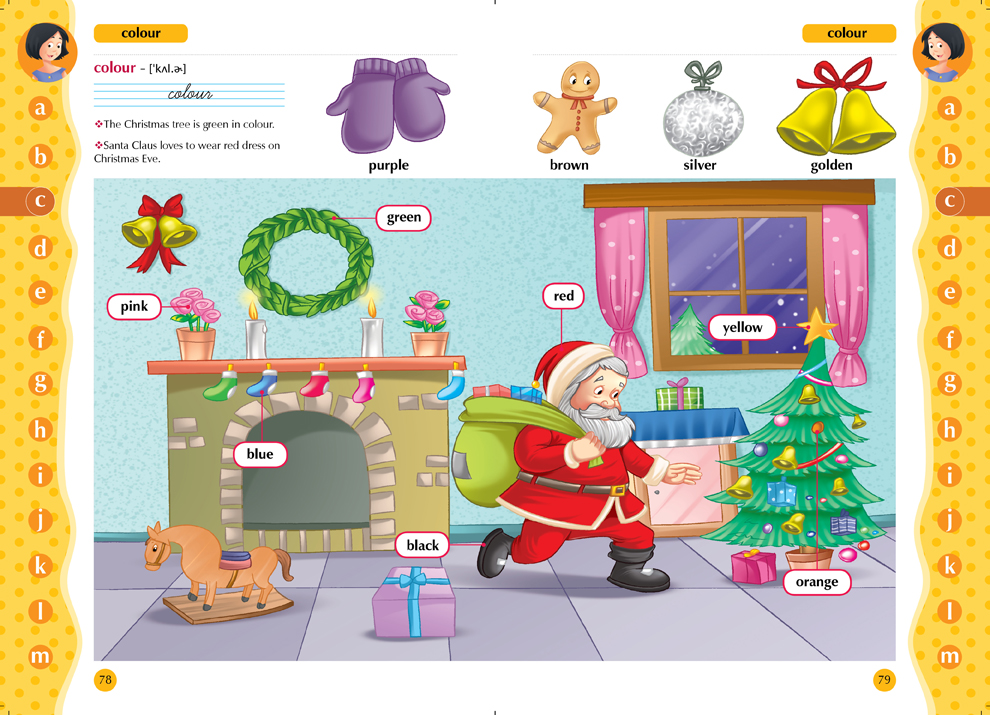 colour
colour
colour – [ˈkʌl.ɚ]
colour
❖The Christmas tree is green in colour.
❖Santa Claus loves to wear red dress on
Christmas Eve.
purple
brown
silver
golden
green
pink
red
yellow
blue
black
orange
a
b
c
d
e
f
g
h
i
j
k
l
m
a
b
c
d
e
f
g
h
i
j
k
l
m
78
79